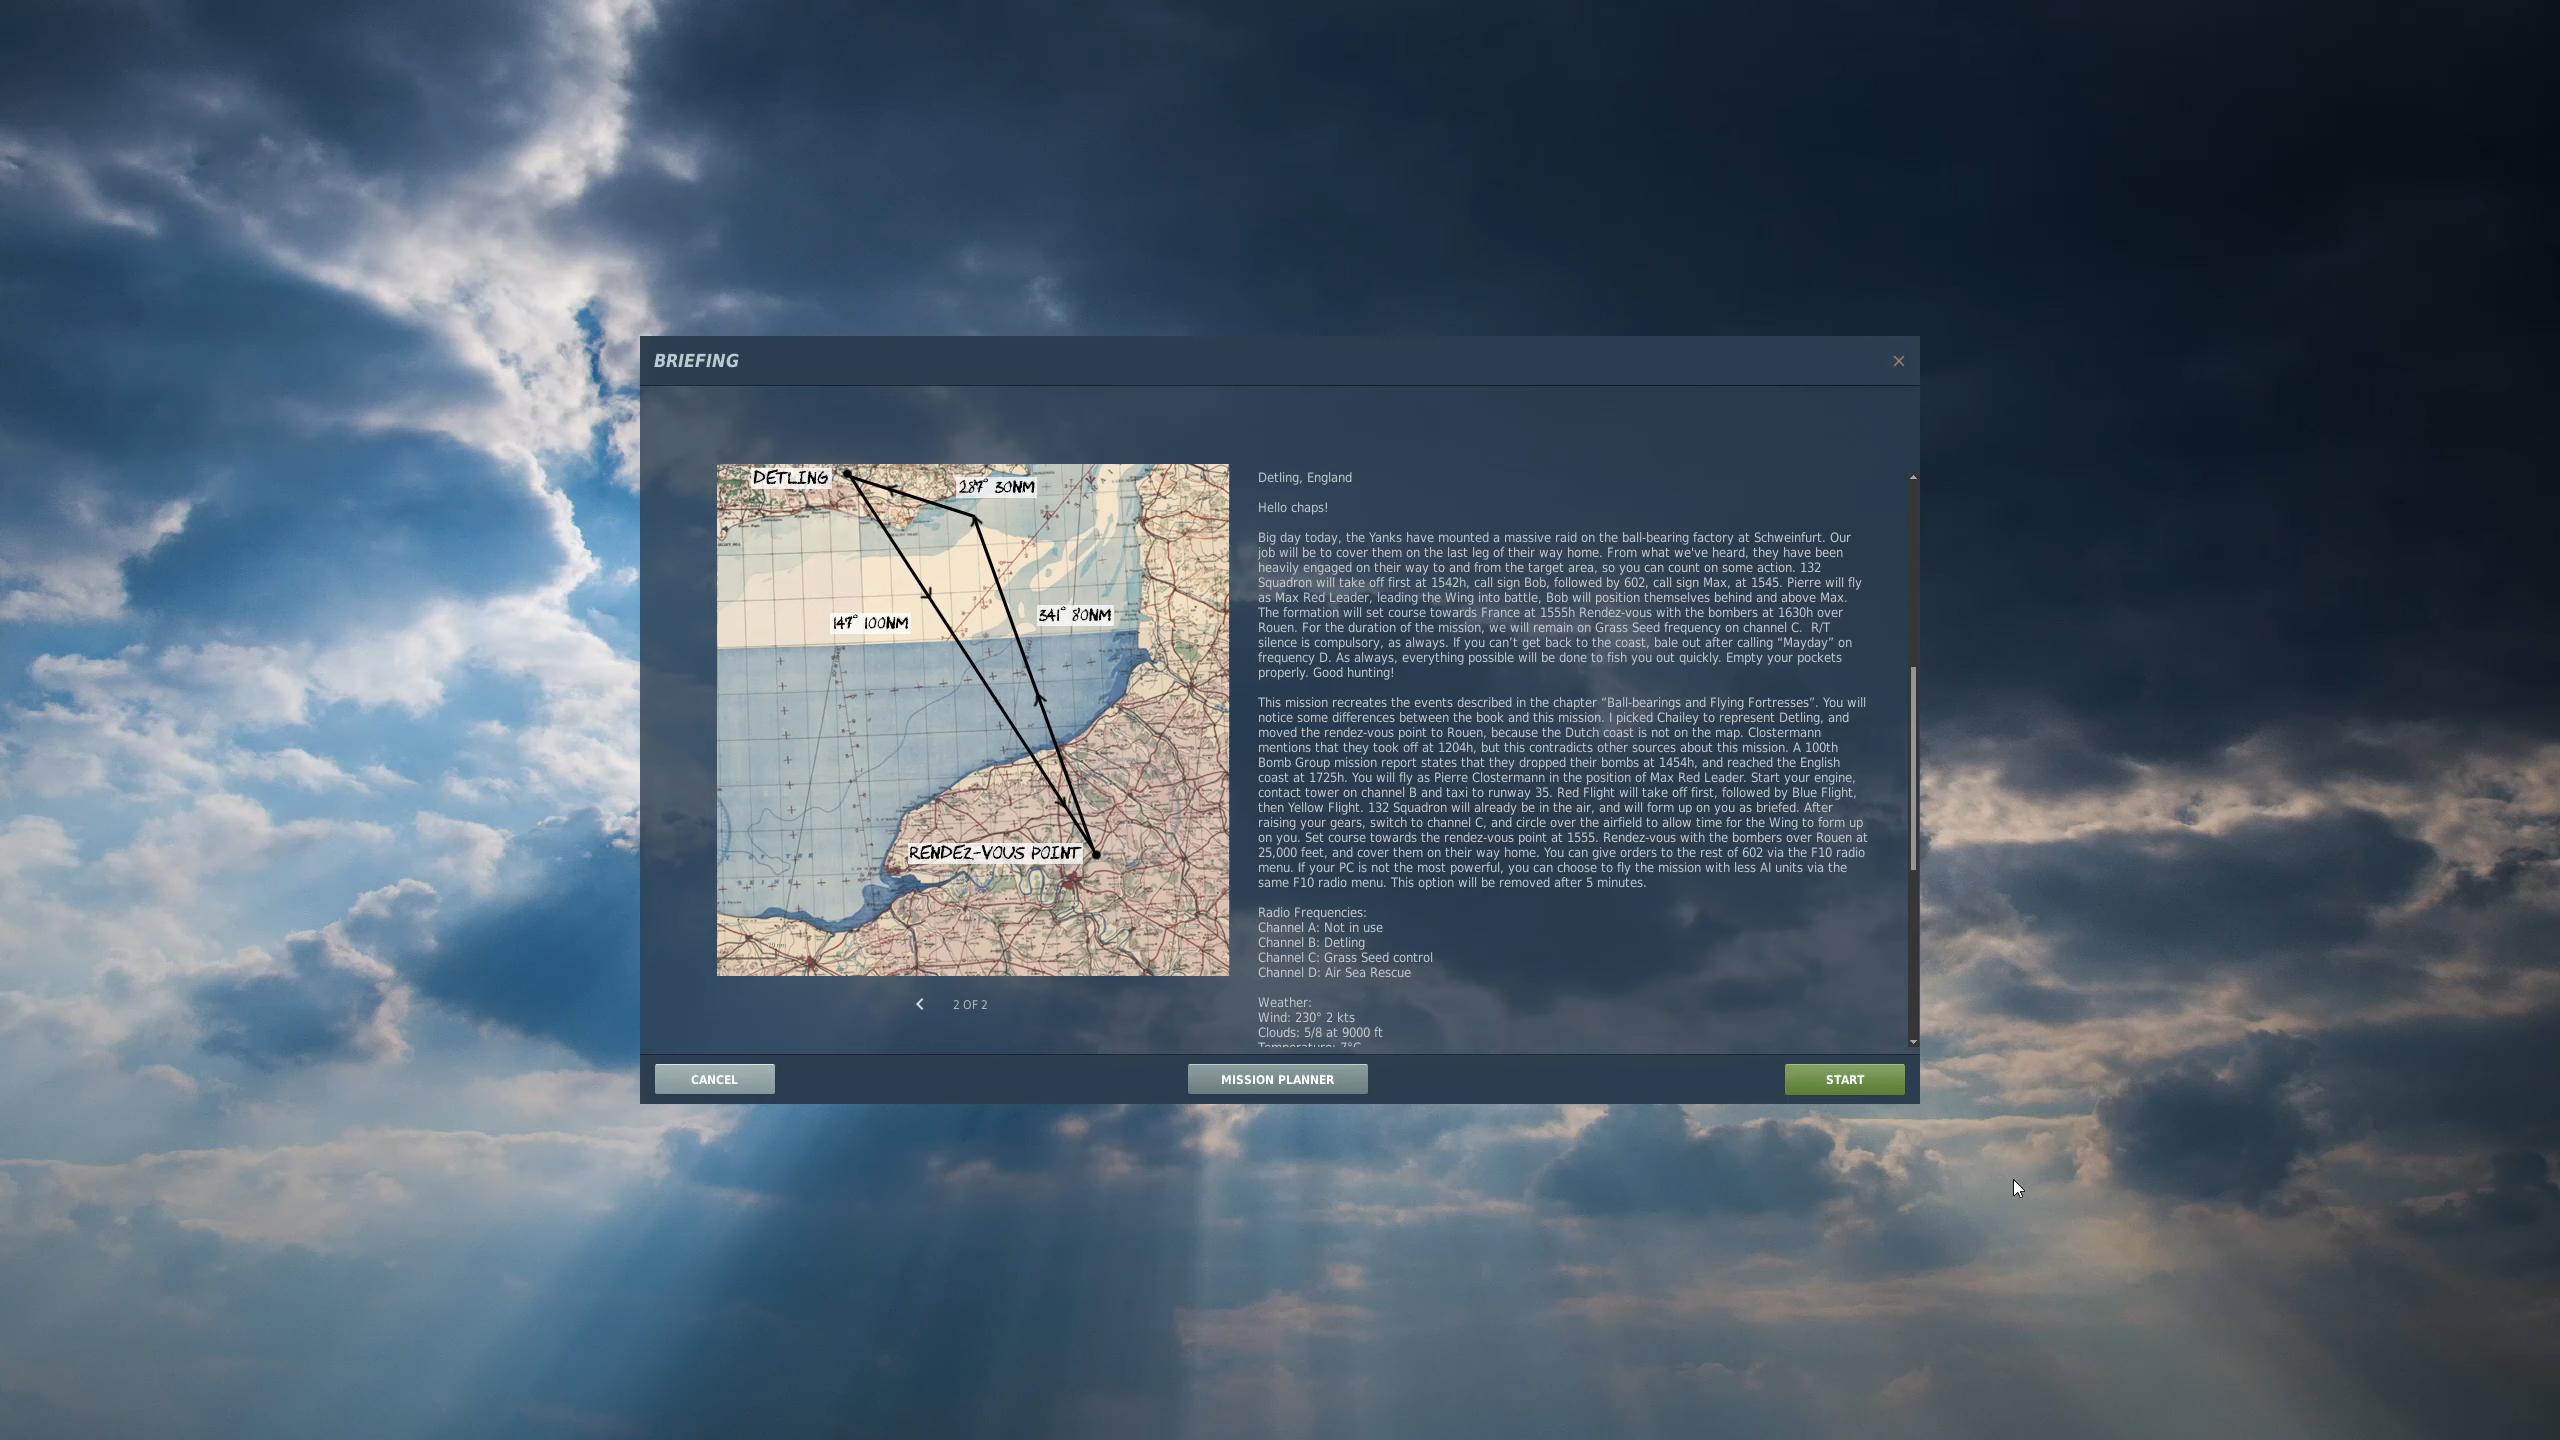 BRIEFING
DETLING
287° 30NM
147° 100NM
341° 80NM
RENDEZ-VOUS POINT
2 OF 2
Detling, England
Hello chaps!
Big day today, the Yanks have mounted a massive raid on the ball-bearing factory at Schweinfurt. Our
job will be to cover them on the last leg of their way home. From what we've heard, they have been
heavily engaged on their way to and from the target area, so you can count on some action. 132
Squadron will take off first at 1542h, call sign Bob, followed by 602, call sign Max, at 1545. Pierre will fly
as Max Red Leader, leading the Wing into battle, Bob will position themselves behind and above Max.
The formation will set course towards France at 1555h Rendez-vous with the bombers at 1630h over
Rouen. For the duration of the mission, we will remain on Grass Seed frequency on channel C.  R/T
silence is compulsory, as always. If you can’t get back to the coast, bale out after calling “Mayday” on
frequency D. As always, everything possible will be done to fish you out quickly. Empty your pockets
properly. Good hunting!
This mission recreates the events described in the chapter “Ball-bearings and Flying Fortresses”. You will
notice some differences between the book and this mission. I picked Chailey to represent Detling, and
moved the rendez-vous point to Rouen, because the Dutch coast is not on the map. Clostermann
mentions that they took off at 1204h, but this contradicts other sources about this mission. A 100th
Bomb Group mission report states that they dropped their bombs at 1454h, and reached the English
coast at 1725h. You will fly as Pierre Clostermann in the position of Max Red Leader. Start your engine,
contact tower on channel B and taxi to runway 35. Red Flight will take off first, followed by Blue Flight,
then Yellow Flight. 132 Squadron will already be in the air, and will form up on you as briefed. After
raising your gears, switch to channel C, and circle over the airfield to allow time for the Wing to form up
on you. Set course towards the rendez-vous point at 1555. Rendez-vous with the bombers over Rouen at
25,000 feet, and cover them on their way home. You can give orders to the rest of 602 via the F10 radio
menu. If your PC is not the most powerful, you can choose to fly the mission with less AI units via the
same F10 radio menu. This option will be removed after 5 minutes.
Radio Frequencies:
Channel A: Not in use
Channel B: Detling
Channel C: Grass Seed control
Channel D: Air Sea Rescue
Weather:
Wind: 230° 2 kts
Clouds: 5/8 at 9000 ft
Temperature: 7°C
CANCEL
MISSION PLANNER
START